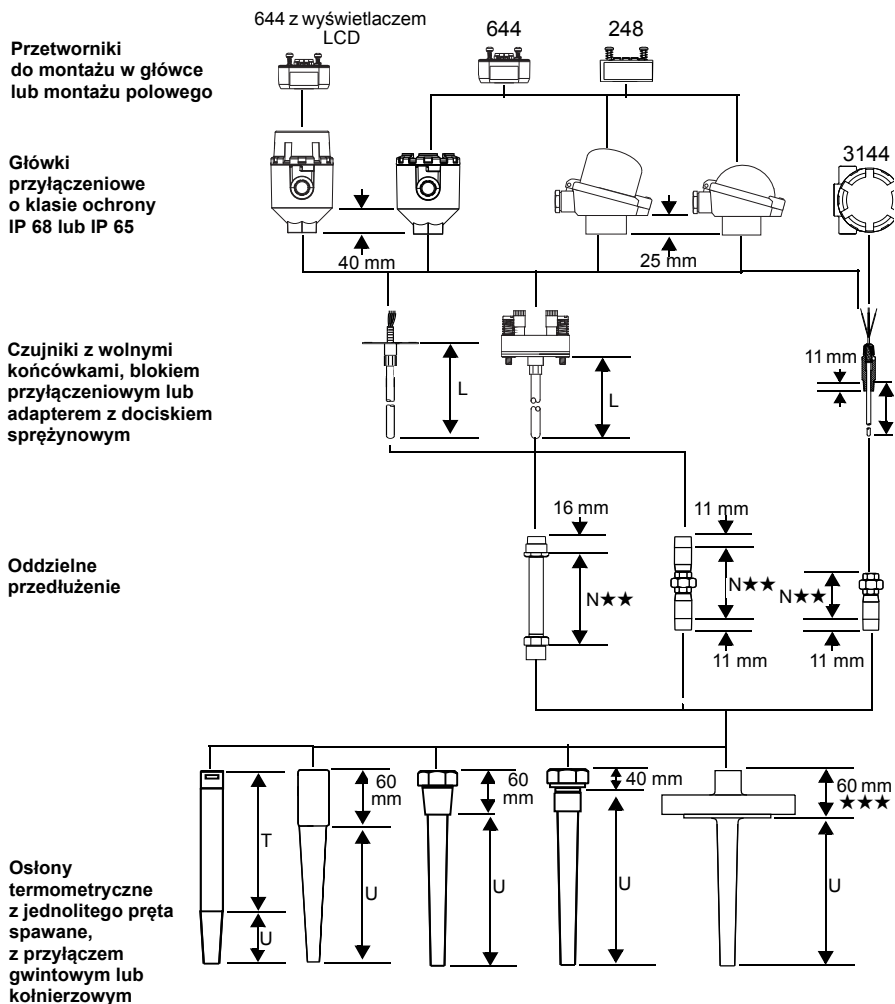 644 z wyświetlaczem
LCD
644
248
Przetworniki
do montażu w główce
lub montażu polowego
Główki
przyłączeniowe
o klasie ochrony
IP 68 lub IP 65
3144
40 mm
25 mm
Czujniki z wolnymi
końcówkami, blokiem
przyłączeniowym lub
adapterem z dociskiem
sprężynowym
L
L
11 mm
16 mm
11 mm
Oddzielne
przedłużenie
N★★
N★★
N★★
11 mm
11 mm
60
mm
60
mm
40 mm
60 mm
★★★
T
U
U
U
U
U
Osłony
termometryczne
z jednolitego pręta
spawane,
z przyłączem
gwintowym lub
kołnierzowym